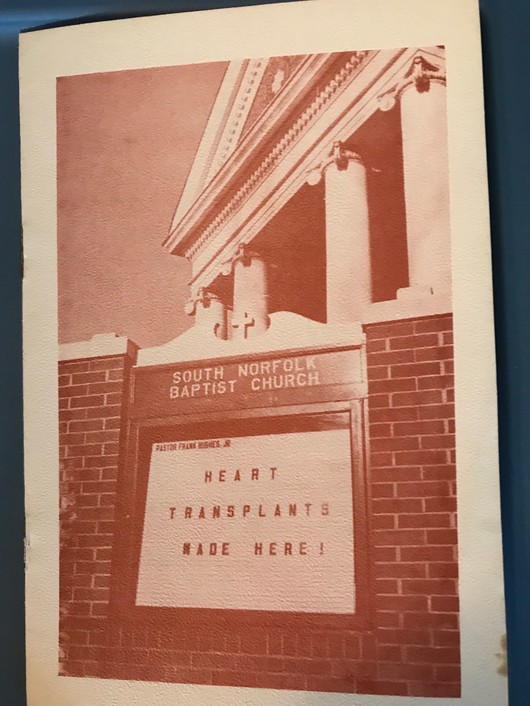 SOUTH NORFOLK
BAPTIST CHURCH
PASTOR FRANK HUGHES, JR
HEART
TRANSPLANTS
MADE HERE!